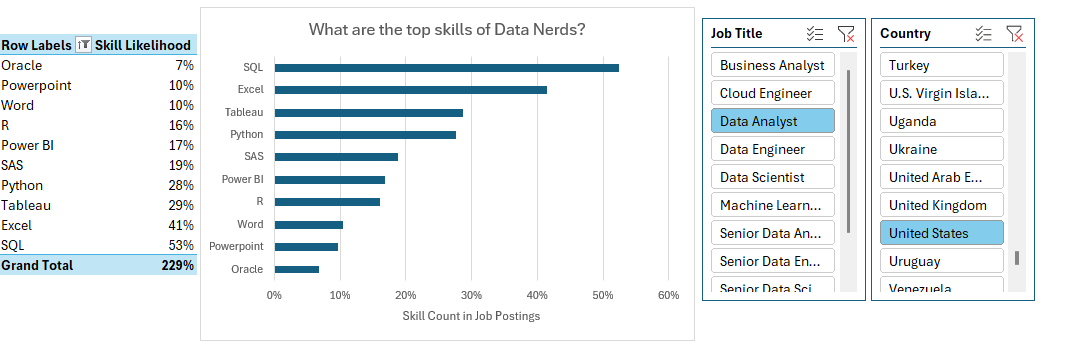 Row Labels Skill Likelihood
Oracle 7%
Powerpoint 10%
Word 10%
R 16%
Power BI 17%
SAS 19%
Python 28%
Tableau 29%
Excel 41%
SQL 53%
Grand Total 229%
What are the top skills of Data Nerds?
SQL
Excel
Tableau
Python
SAS
Power BI
R
Word
Powerpoint
Oracle
0% 10% 20% 30% 40% 50% 60%
Skill Count in Job Postings
Job Title
Business Analyst
Cloud Engineer
Data Analyst
Data Engineer
Data Scientist
Machine Learn...
Senior Data An...
Senior Data En...
Senior Data Sci
Country
Turkey
U.S. Virgin Isla...
Uganda
Ukraine
United Arab E...
United Kingdom
United States
Uruguay
Venezuela